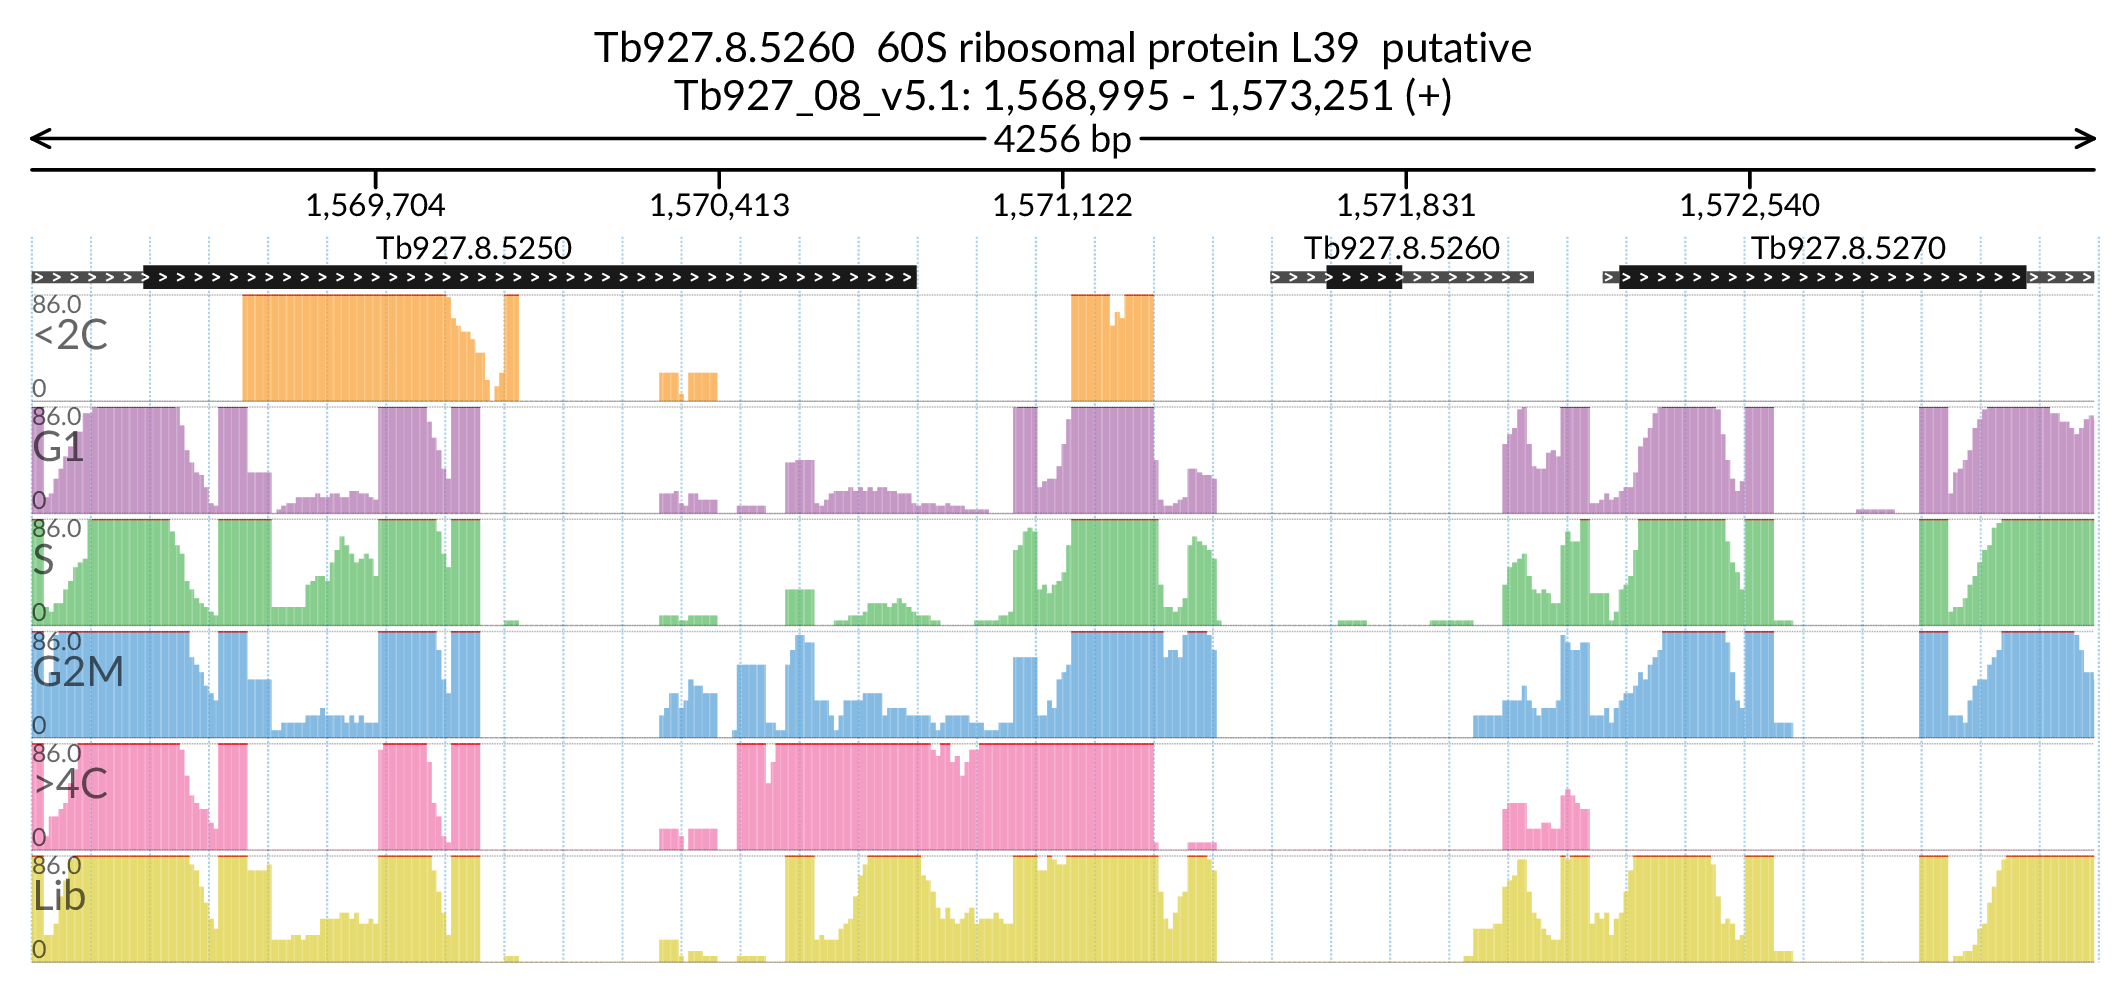 Tb927.8.5260  60S ribosomal protein L39  putative
Tb927_08_v5.1: 1,568,995 - 1,573,251 (+)
4256 bp
1,569,704 1,570,413 1,571,122 1,571,831 1,572,540
Tb927.8.5250 Tb927.8.5260 Tb927.8.5270
86.0
<2C
0
86.0
G1
0
86.0
S
0
86.0
G2M
0
86.0
>4C
0
86.0
Lib
0